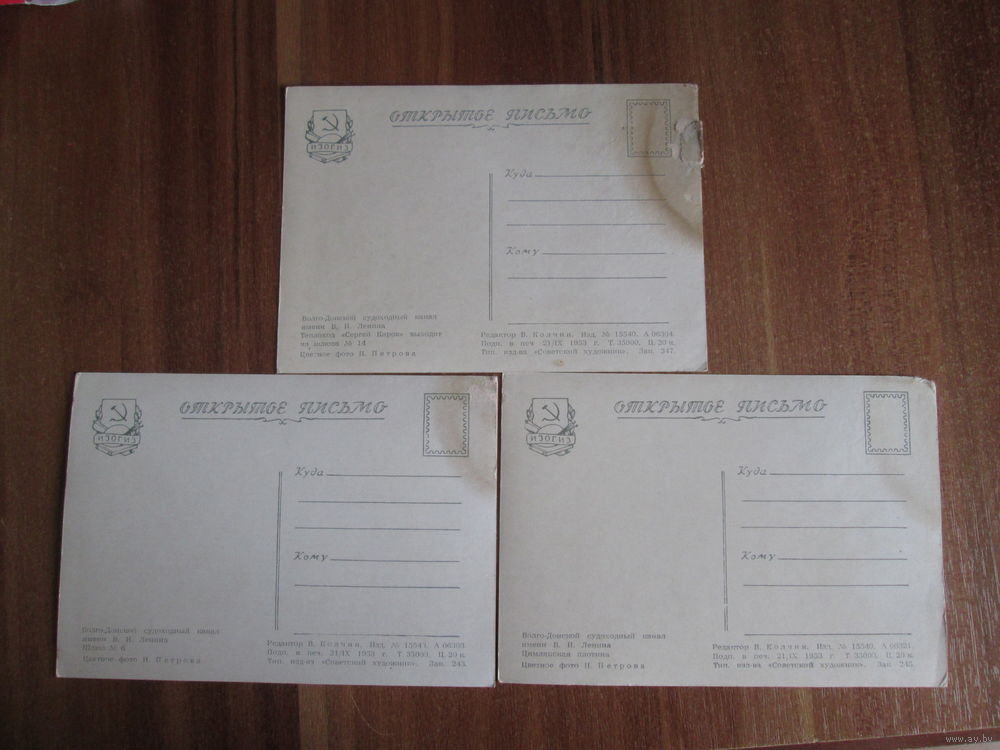 ИЗОГИЗ
ОТКРЫТОЕ ПИСЬМО
Куда
Кому
Волго-Донской судоходный канал
имени В. И. Ленина
Теплоход «Сергей Киров» выходит
из шлюза № 14
Цветное фото Н. Петрова
Редактор В. Колчин. Изд. № 15540. А 06304.
Подп. в печ 21/IX 1953 г. Т. 35000. Ц. 20 к.
Тип. изд-ва «Советский художник». Зак. 247.
ИЗОГИЗ
ОТКРЫТОЕ ПИСЬМО
Куда
Кому
Волго-Донской судоходный канал
имени В. И. Ленина
Шлюз № 6
Цветное фото Н. Петрова
Редактор В. Колчин. Изд. № 15543. А 06303.
Подп. в печ. 21/IX 1953 г. Т. 35000. Ц. 20 к.
Тип. изд-ва «Советский художник». Зак. 243.
ИЗОГИЗ
ОТКРЫТОЕ ПИСЬМО
Куда
Кому
Волго-Донской судоходный канал
имени В. И. Ленина
Цимлянская плотина
Цветное фото Н. Петрова
Редактор В. Колчин. Изд. № 15540. А 06321.
Подп. в печ. 21/IX 1953 г. Т. 35000. Ц. 20 к.
Тип. изд-ва «Советский художник». Зак. 245.
www.ay.by